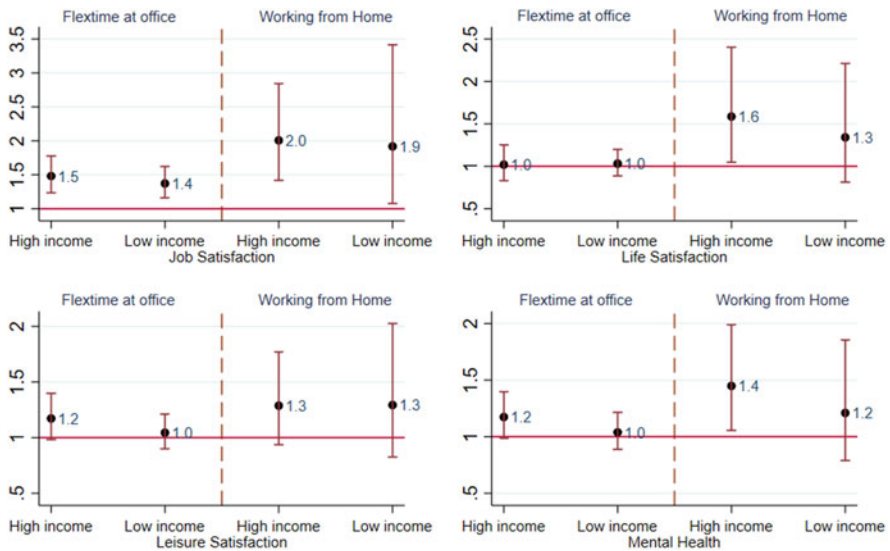 Flextime at office Working from Home
3.5
3
2.5
2
1.5
1
1.5
1.4
2.0
1.9
High income Low income High income Low income
Job Satisfaction
Flextime at office Working from Home
2.5
2
1.5
1
.5
1.0
1.0
1.6
1.3
High income Low income High income Low income
Life Satisfaction
Flextime at office Working from Home
2
1.5
1
.5
1.2
1.0
1.3
1.3
High income Low income High income Low income
Leisure Satisfaction
Flextime at office Working from Home
2
1.5
1
.5
1.2
1.0
1.4
1.2
High income Low income High income Low income
Mental Health